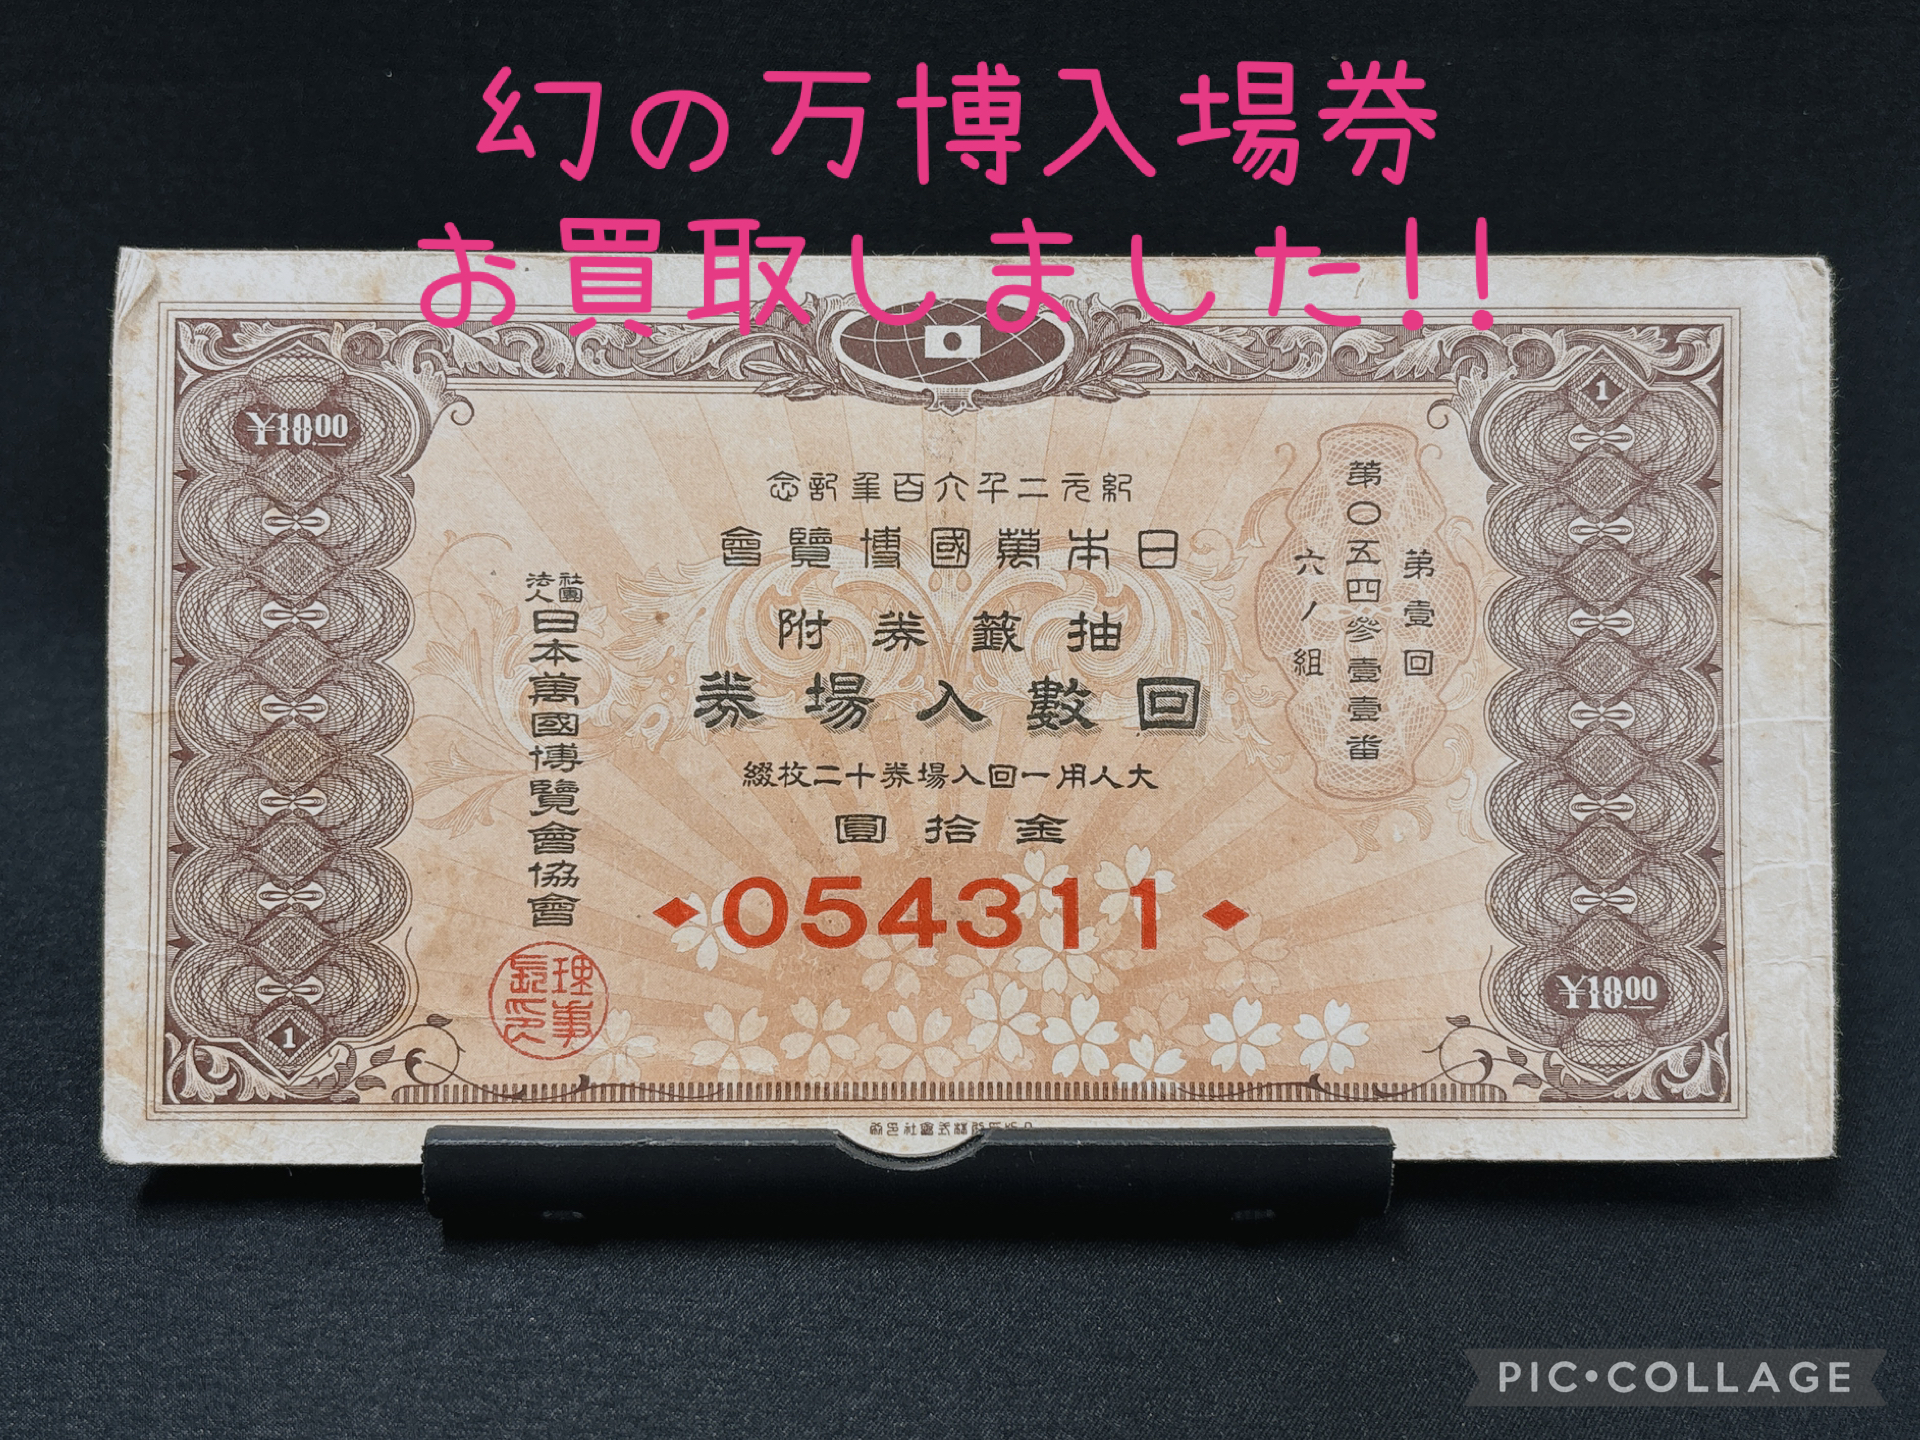 幻の万博入場券
お買取しました!!
¥10.00
1
紀元二千六百年記念
日本萬國博覽會
抽籤券附
回數入場券
大人用一回入場券十二枚綴
金拾圓
◆054311◆
第壹回
第〇五四參壹壹番
六ノ組
社團法人
日本萬國博覽會協會
理事長印
1
¥10.00
PIC•COLLAGE